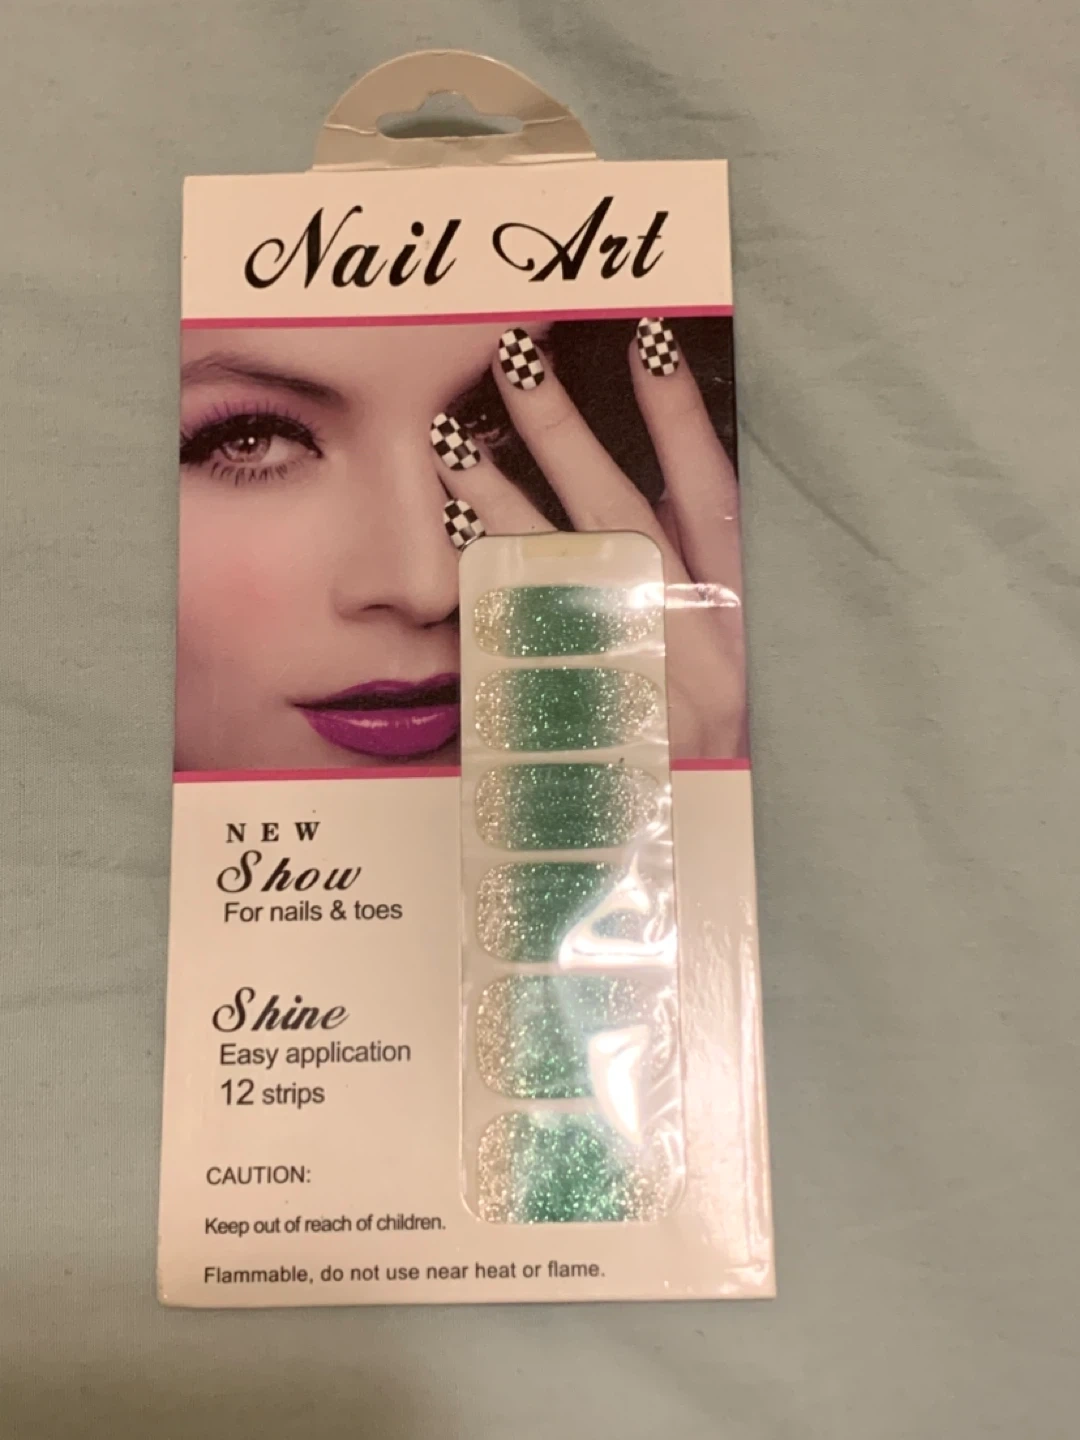 Nail Art
NEW
Show
For nails & toes
Shine
Easy application
12 strips
CAUTION:
Keep out of reach of children.
Flammable, do not use near heat or flame.